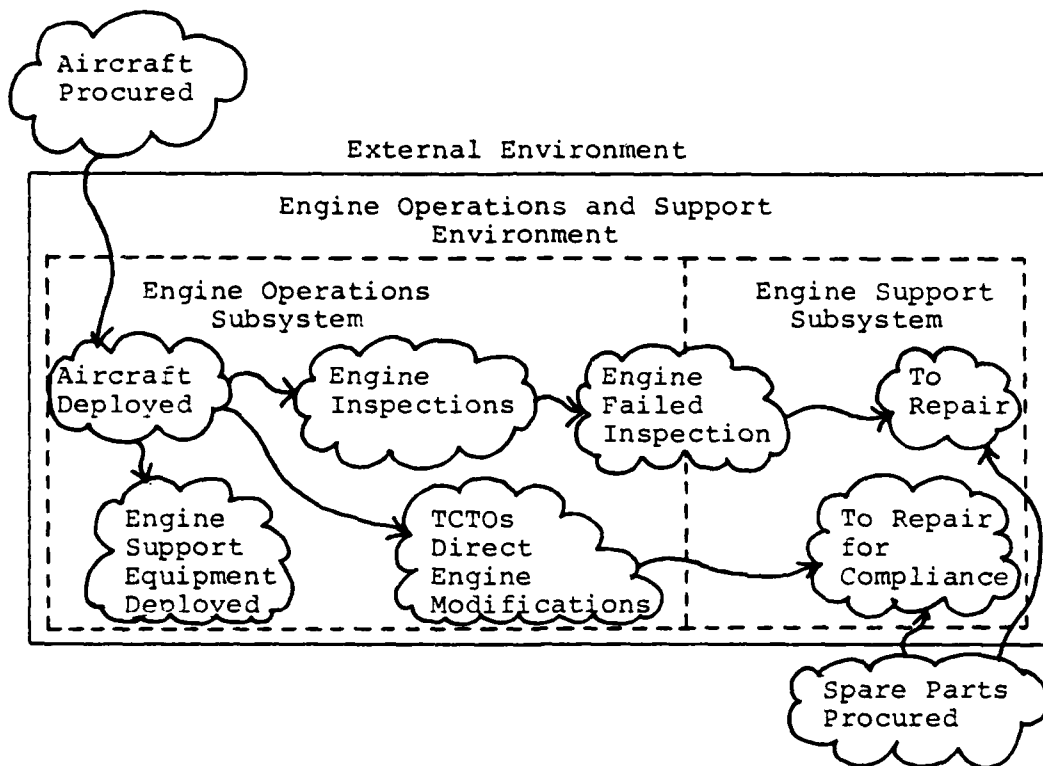 Aircraft
Procured
External Environment
Engine Operations and Support
Environment
Engine Operations
Subsystem
Engine Support
Subsystem
Aircraft
Deployed
Engine
Inspections
Engine
Failed
Inspection
To
Repair
Engine
Support
Equipment
Deployed
TCTOs
Direct
Engine
Modifications
To Repair
for
Compliance
Spare Parts
Procured